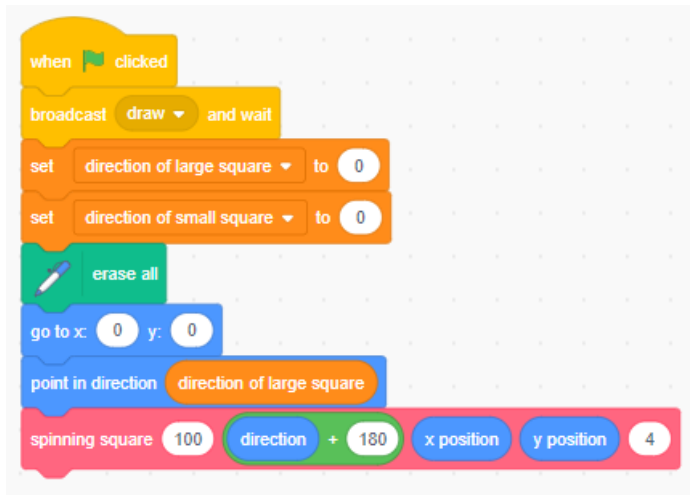 when clicked
broadcast draw and wait
set direction of large square to 0
set direction of small square to 0
erase all
go to x: 0 y: 0
point in direction direction of large square
spinning square 100 direction + 180 x position y position 4